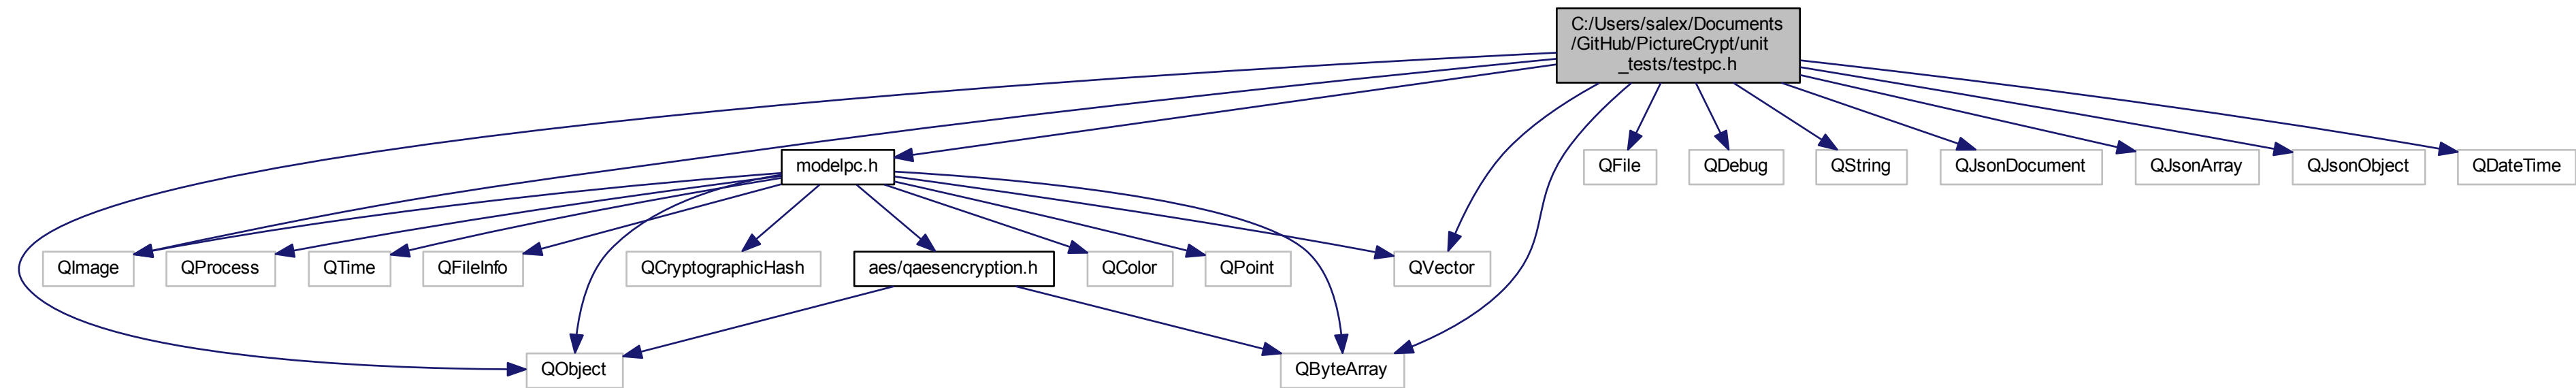 C:/Users/salex/Documents
/GitHub/PictureCrypt/unit
_tests/testpc.h
modelpc.h
QFile
QDebug
QString
QJsonDocument
QJsonArray
QJsonObject
QDateTime
QImage
QProcess
QTime
QFileInfo
QCryptographicHash
aes/qaesencryption.h
QColor
QPoint
QVector
QObject
QByteArray